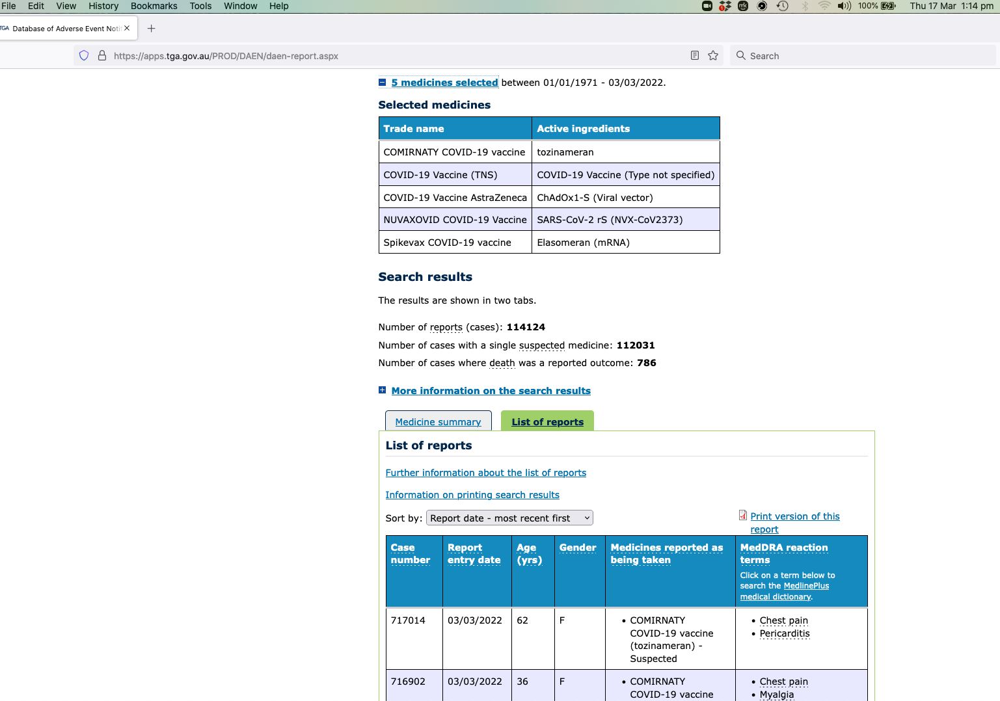 File Edit View History Bookmarks Tools Window Help 100% Thu 17 Mar 1:14 pm
TGA Database of Adverse Event Noti
https://apps.tga.gov.au/PROD/DAEN/daen-report.aspx Search
5 medicines selected between 01/01/1971 - 03/03/2022.
Selected medicines
Trade name Active ingredients
COMIRNATY COVID-19 vaccine tozinameran
COVID-19 Vaccine (TNS) COVID-19 Vaccine (Type not specified)
COVID-19 Vaccine AstraZeneca ChAdOx1-S (Viral vector)
NUVAXOVID COVID-19 Vaccine SARS-CoV-2 rS (NVX-CoV2373)
Spikevax COVID-19 vaccine Elasomeran (mRNA)
Search results
The results are shown in two tabs.
Number of reports (cases): 114124
Number of cases with a single suspected medicine: 112031
Number of cases where death was a reported outcome: 786
More information on the search results
Medicine summary List of reports
List of reports
Further information about the list of reports
Information on printing search results
Sort by: Report date - most recent first
Print version of this
report
Case
number
Report
entry date
Age
(yrs)
Gender
Medicines reported as
being taken
MedDRA reaction
terms
Click on a term below to
search the MedlinePlus
medical dictionary.
717014 03/03/2022 62 F
• COMIRNATY
COVID-19 vaccine
(tozinameran) -
Suspected
• Chest pain
• Pericarditis
716902 03/03/2022 36 F
• COMIRNATY
COVID-19 vaccine
• Chest pain
• Myalgia